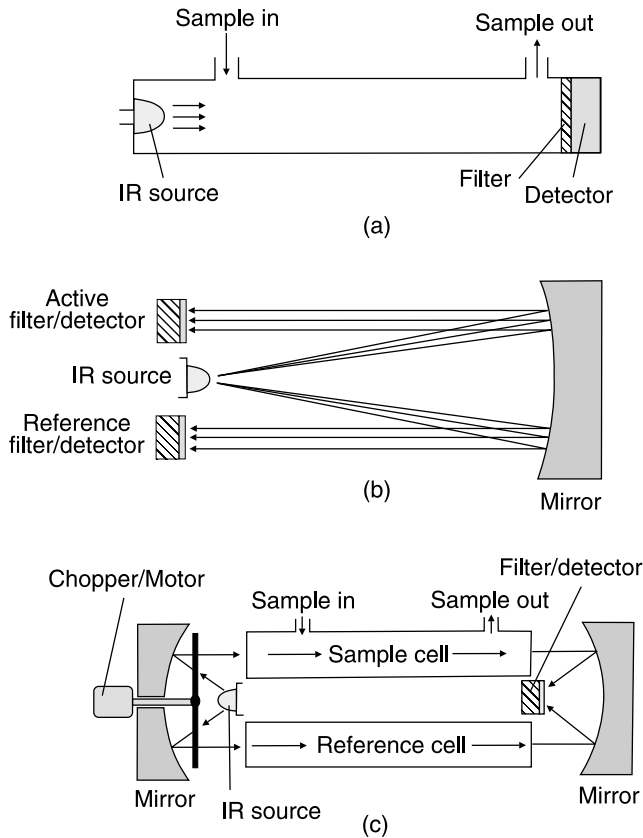 Sample in
Sample out
IR source
Filter
Detector
(a)
Active
filter/detector
IR source
Reference
filter/detector
Mirror
(b)
Chopper/Motor
Filter/detector
Sample in
Sample out
Sample cell
Reference cell
Mirror
IR source
Mirror
(c)